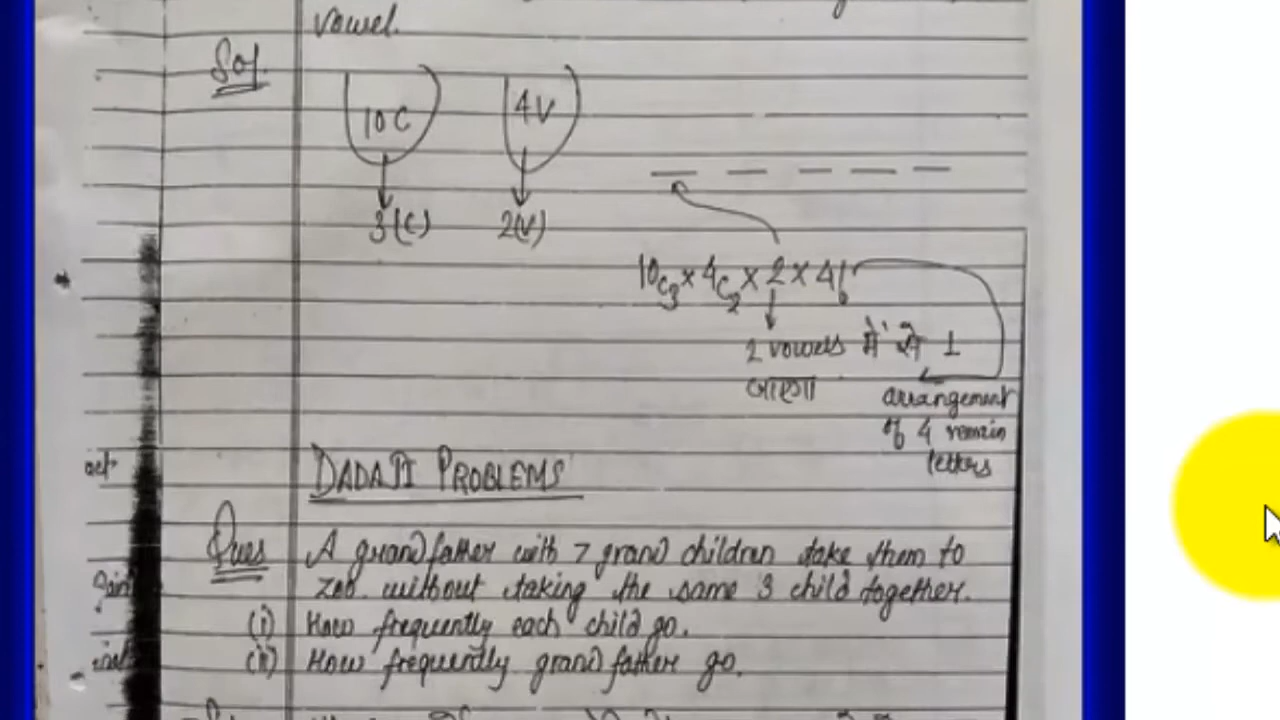 vowel.
Sol.
10C 4V
3(C) 2(V)
— — — — —
10C3 × 4C2 × 2 × 4!
2 vowels में से 1
जाएगा
arrangement
of 4 remain
letters
DADAJI PROBLEMS
Ques A grandfather with 7 grand children take them to
zoo without taking the same 3 child together.
(i) How frequently each child go.
(ii) How frequently grandfather go.